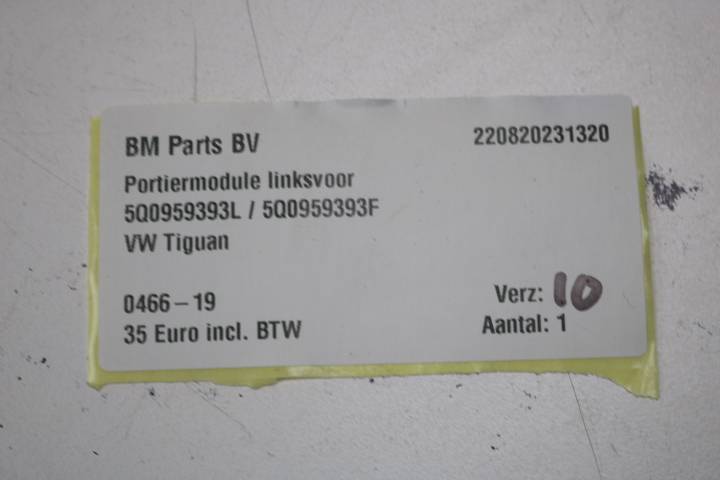 BM Parts BV 220820231320
Portiermodule linksvoor
5Q0959393L / 5Q0959393F
VW Tiguan
0466 – 19 Verz: 10
35 Euro incl. BTW Aantal: 1